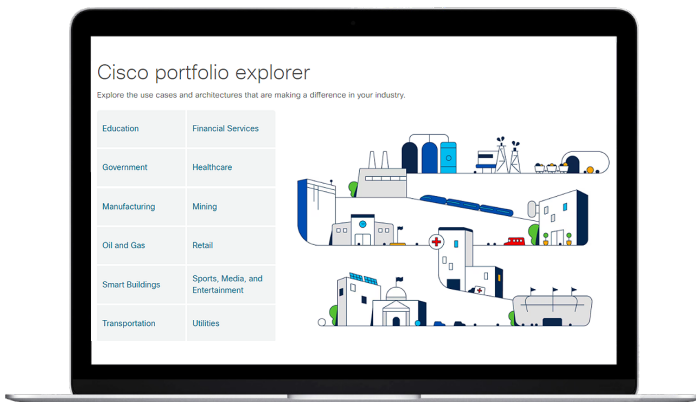 Cisco portfolio explorer
Explore the use cases and architectures that are making a difference in your industry.
Education
Financial Services
Government
Healthcare
Manufacturing
Mining
Oil and Gas
Retail
Smart Buildings
Sports, Media, and
Entertainment
Transportation
Utilities